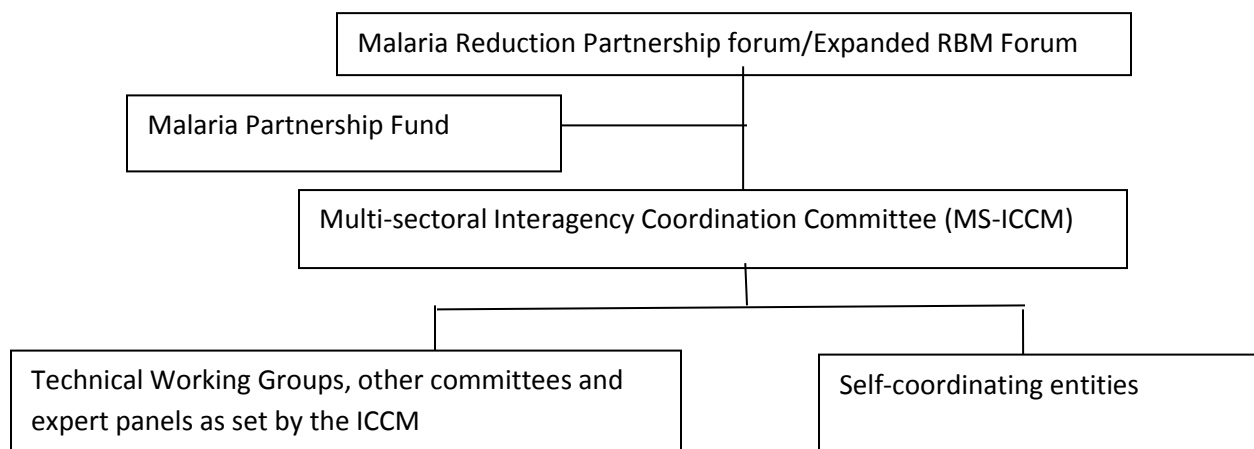 Malaria Reduction Partnership forum/Expanded RBM Forum
Malaria Partnership Fund
Multi-sectoral Interagency Coordination Committee (MS-ICCM)
Technical Working Groups, other committees and
expert panels as set by the ICCM
Self-coordinating entities